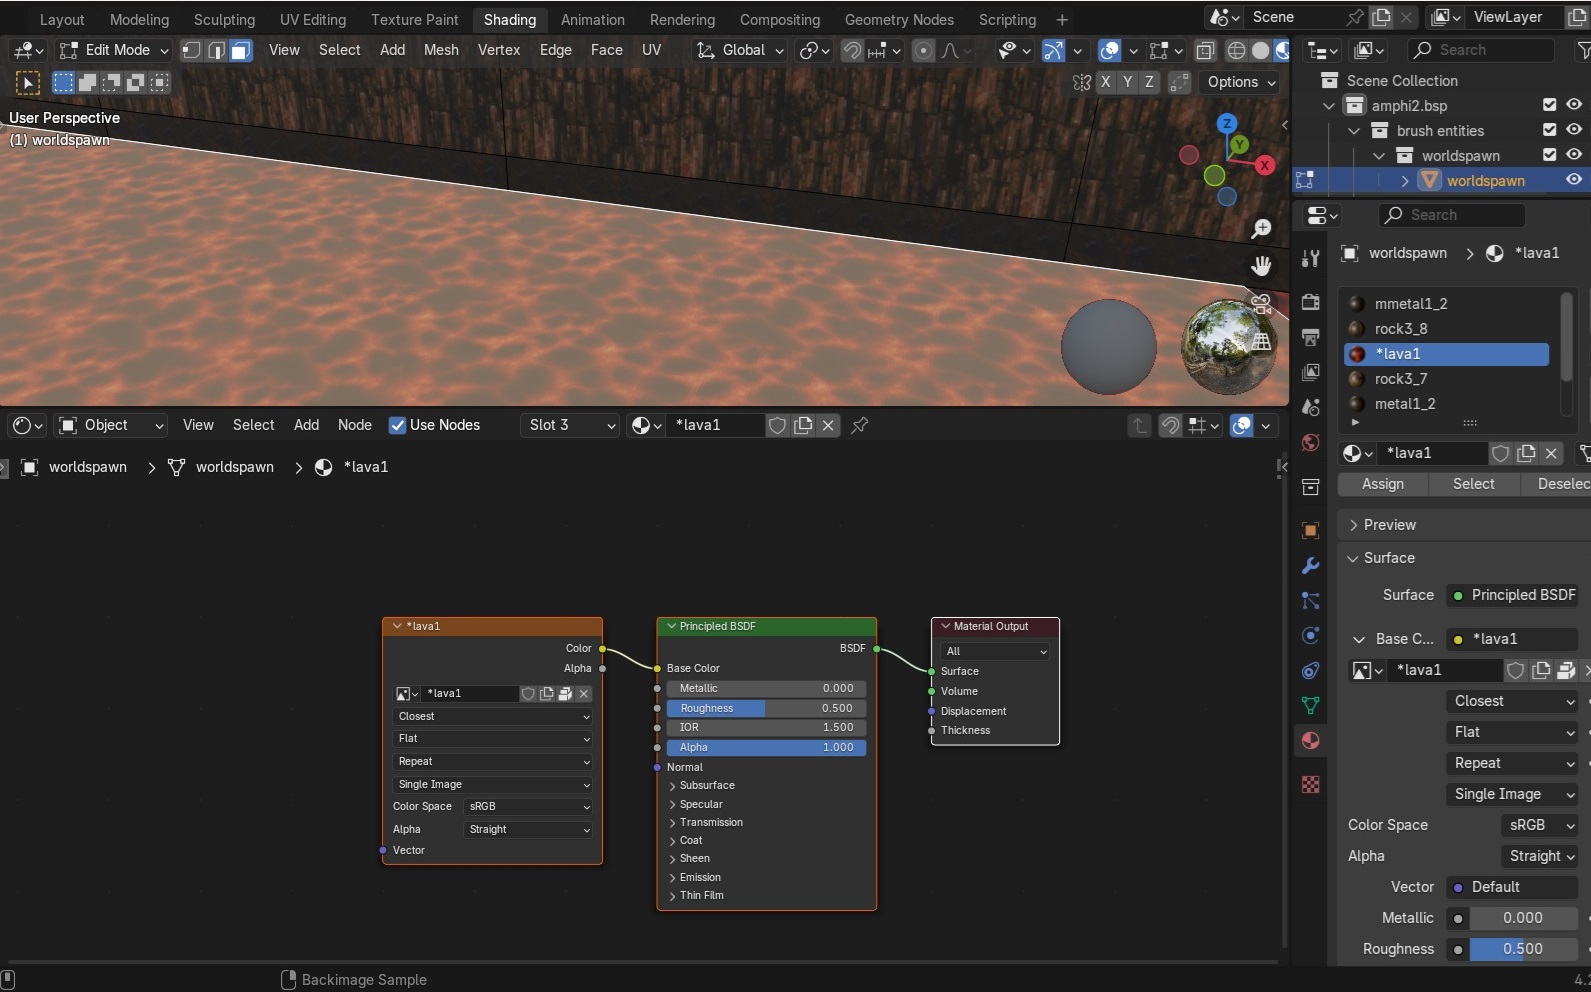 Layout Modeling Sculpting UV Editing Texture Paint Shading Animation Rendering Compositing Geometry Nodes Scripting + Scene ViewLayer
Edit Mode View Select Add Mesh Vertex Edge Face UV Global Search
X Y Z Options
User Perspective
(1) worldspawn
Z
Y
X
Scene Collection
amphi2.bsp
brush entities
worldspawn
worldspawn
Search
worldspawn > *lava1
mmetal1_2
rock3_8
*lava1
rock3_7
metal1_2
*lava1
Assign Select Deselec
Preview
Surface
Surface Principled BSDF
Base C... *lava1
*lava1
Closest
Flat
Repeat
Single Image
Color Space sRGB
Alpha Straight
Vector Default
Metallic 0.000
Roughness 0.500
Object View Select Add Node Use Nodes Slot 3 *lava1
worldspawn > worldspawn > *lava1
*lava1
Color
Alpha
*lava1
Closest
Flat
Repeat
Single Image
Color Space sRGB
Alpha Straight
Vector
Principled BSDF
BSDF
Base Color
Metallic 0.000
Roughness 0.500
IOR 1.500
Alpha 1.000
Normal
Subsurface
Specular
Transmission
Coat
Sheen
Emission
Thin Film
Material Output
All
Surface
Volume
Displacement
Thickness
Backimage Sample